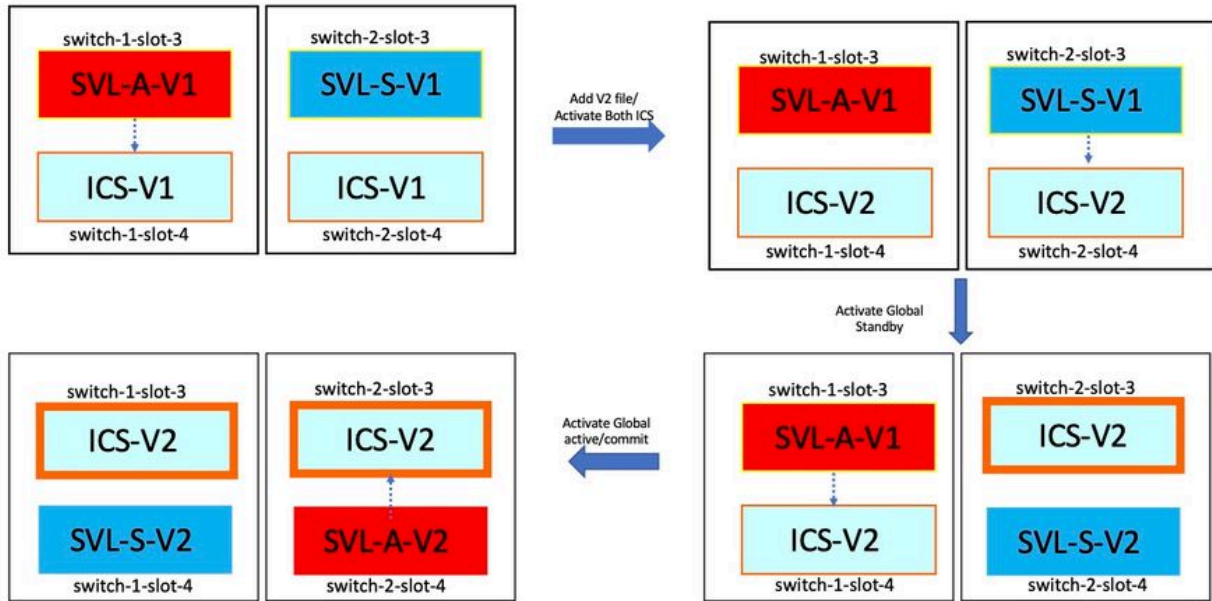 switch-1-slot-3
SVL-A-V1
ICS-V1
switch-1-slot-4
switch-2-slot-3
SVL-S-V1
ICS-V1
switch-2-slot-4
Add V2 file/
Activate Both ICS
switch-1-slot-3
SVL-A-V1
ICS-V2
switch-1-slot-4
switch-2-slot-3
SVL-S-V1
ICS-V2
switch-2-slot-4
Activate Global
Standby
switch-1-slot-3
SVL-A-V1
ICS-V2
switch-1-slot-4
switch-2-slot-3
ICS-V2
SVL-S-V2
switch-2-slot-4
Activate Global
active/commit
switch-1-slot-3
ICS-V2
SVL-S-V2
switch-1-slot-4
switch-2-slot-3
ICS-V2
SVL-A-V2
switch-2-slot-4